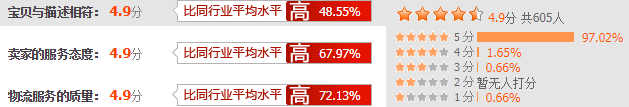 宝贝与描述相符： 4.9分 比同行业平均水平 高 48.55%
卖家的服务态度： 4.9分 比同行业平均水平 高 67.97%
物流服务的质量： 4.9分 比同行业平均水平 高 72.13%
4.9分 共605人
5分 97.02%
4分 1.65%
3分 0.66%
2分 暂无人打分
1分 0.66%